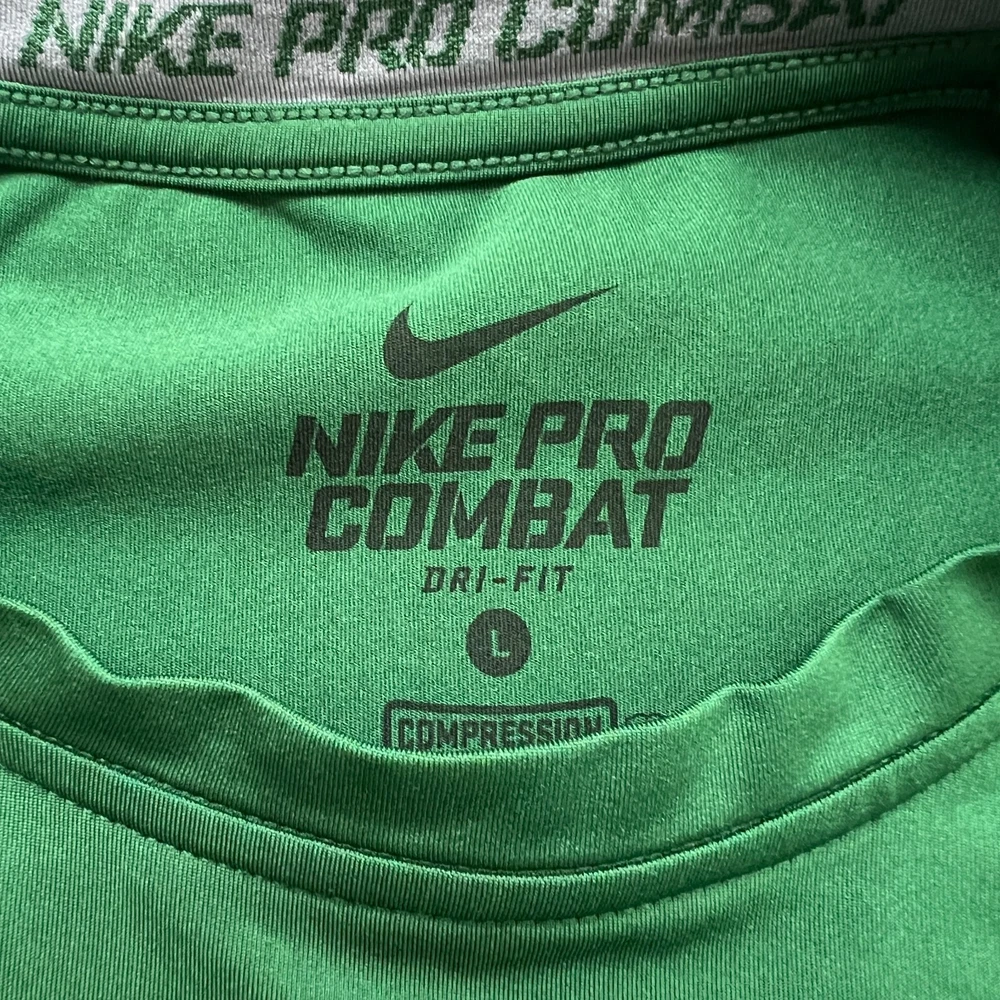 NIKE PRO COMBAT
NIKE PRO
COMBAT
DRI-FIT
L
COMPRESSION